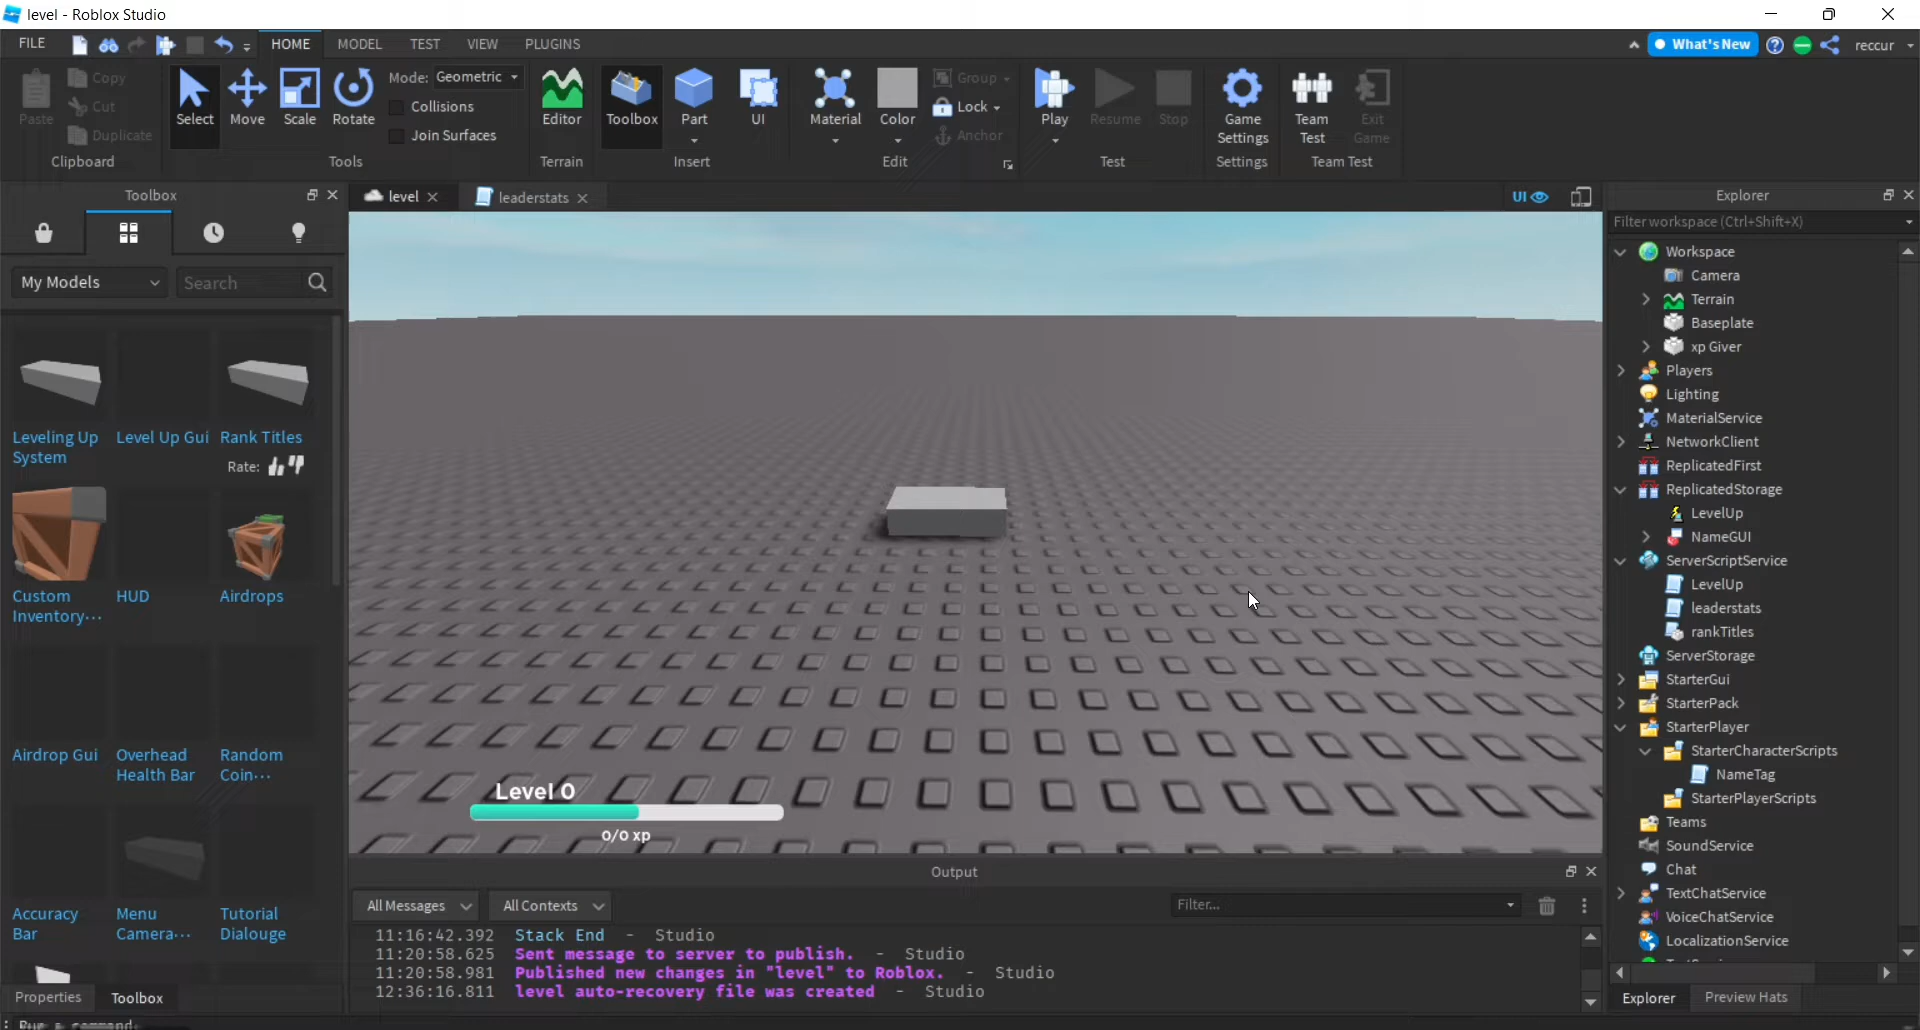 level - Roblox Studio
FILE HOME MODEL TEST VIEW PLUGINS What's New reccur
Paste Copy Cut Duplicate Clipboard
Select Move Scale Rotate Mode: Geometric Collisions Join Surfaces Tools
Editor Terrain
Toolbox Part UI Insert
Material Color Group Lock Anchor Edit
Play Resume Stop Test
Game Settings Settings
Team Test Exit Game Team Test
Toolbox
My Models Search
Leveling Up System
Level Up Gui
Rank Titles
Rate:
Custom Inventory...
HUD
Airdrops
Airdrop Gui
Overhead Health Bar
Random Coin...
Accuracy Bar
Menu Camera...
Tutorial Dialouge
Properties Toolbox
level leaderstats UI
Level 0
0/0 xp
Output
All Messages All Contexts Filter...
11:16:42.392 Stack End - Studio
11:20:58.625 Sent message to server to publish. - Studio
11:20:58.981 Published new changes in "level" to Roblox. - Studio
12:36:16.811 level auto-recovery file was created - Studio
Explorer
Filter workspace (Ctrl+Shift+X)
Workspace
Camera
Terrain
Baseplate
xp Giver
Players
Lighting
MaterialService
NetworkClient
ReplicatedFirst
ReplicatedStorage
LevelUp
NameGUI
ServerScriptService
LevelUp
leaderstats
rankTitles
ServerStorage
StarterGui
StarterPack
StarterPlayer
StarterCharacterScripts
NameTag
StarterPlayerScripts
Teams
SoundService
Chat
TextChatService
VoiceChatService
LocalizationService
Explorer Preview Hats